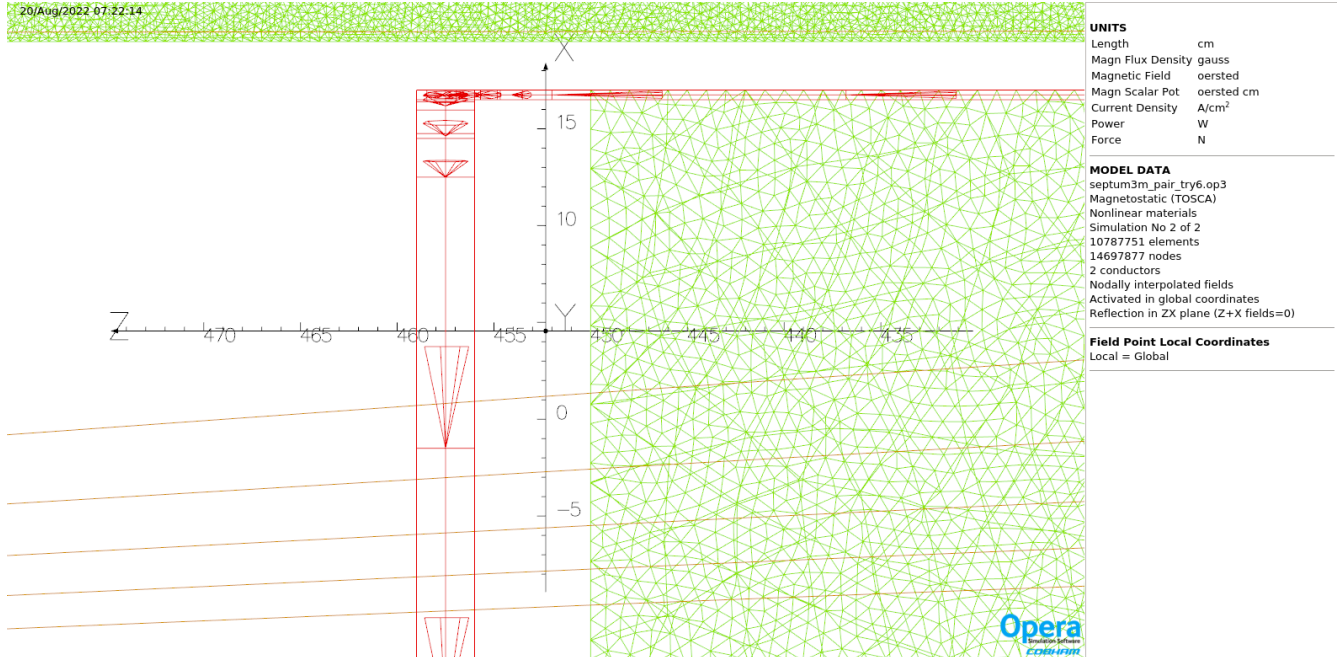 20/Aug/2022 07:22:14
X
15
10
Z
470
465
460
455
Y
450
445
440
435
0
-5
UNITS
Length cm
Magn Flux Density gauss
Magnetic Field oersted
Magn Scalar Pot oersted cm
Current Density A/cm²
Power W
Force N
MODEL DATA
septum3m_pair_try6.op3
Magnetostatic (TOSCA)
Nonlinear materials
Simulation No 2 of 2
10787751 elements
14697877 nodes
2 conductors
Nodally interpolated fields
Activated in global coordinates
Reflection in ZX plane (Z+X fields=0)
Field Point Local Coordinates
Local = Global
Opera
Simulation Software
COBHAM